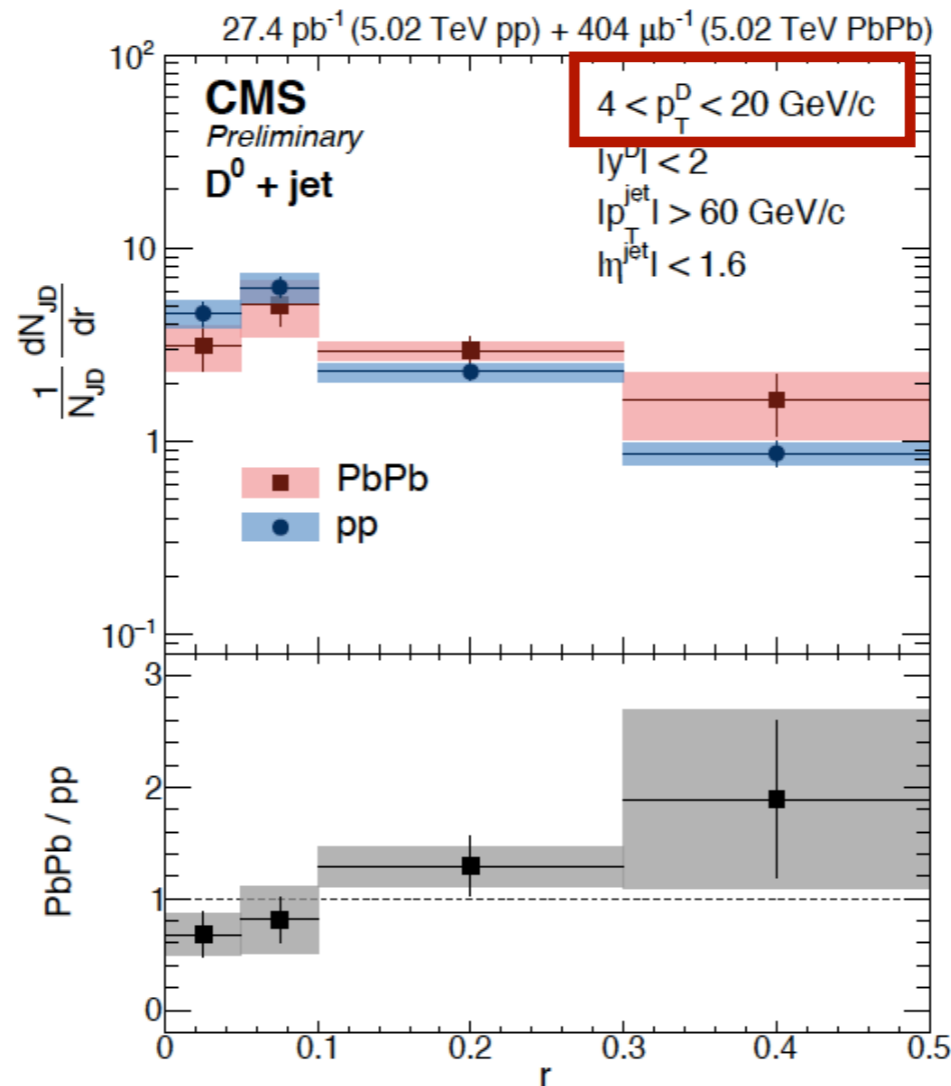 27.4 pb⁻¹ (5.02 TeV pp) + 404 μb⁻¹ (5.02 TeV PbPb)
CMS
Preliminary
D⁰ + jet
4 < p_T^D < 20 GeV/c
|y^D| < 2
|p_T^jet| > 60 GeV/c
|η^jet| < 1.6
10²
10
1
10⁻¹
1/N_JD dN_JD/dr
PbPb
pp
3
2
1
0
PbPb / pp
0 0.1 0.2 0.3 0.4 0.5
r